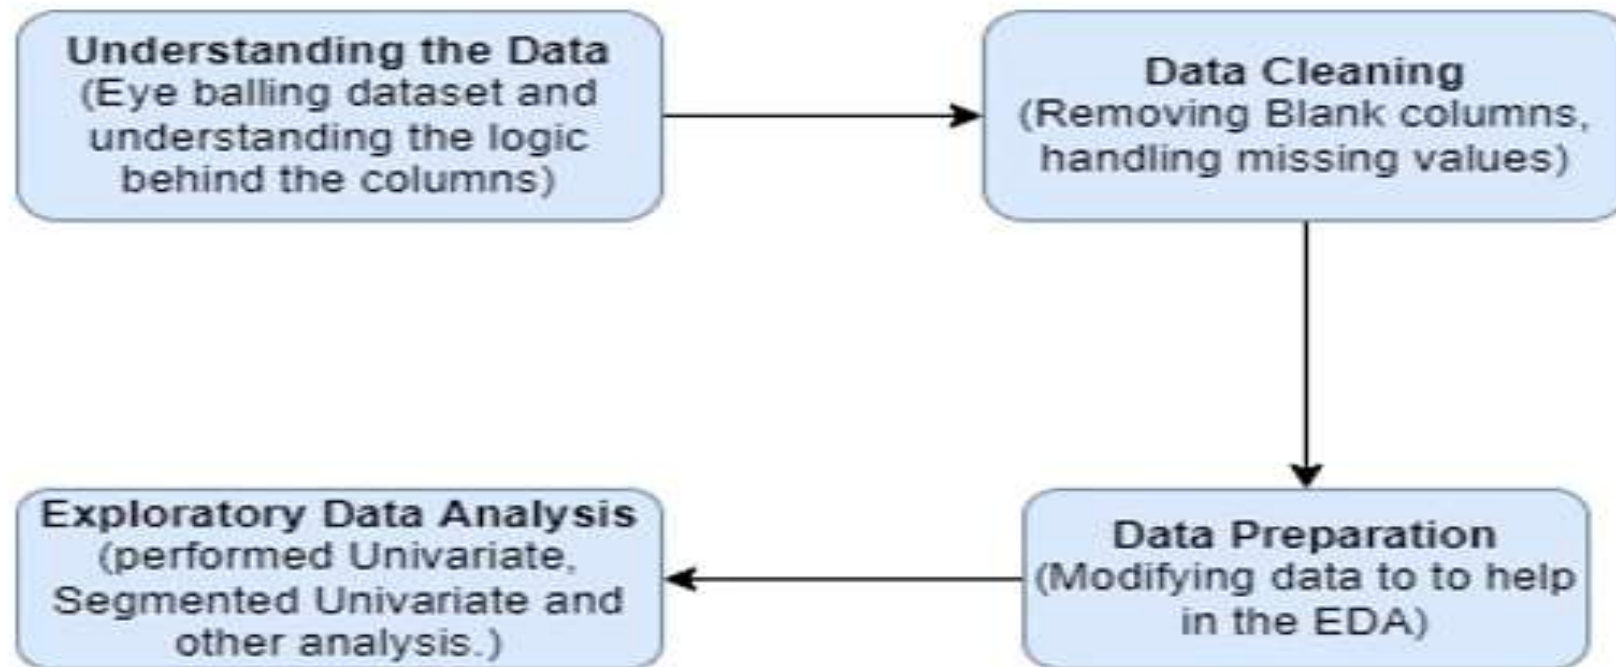 Understanding the Data
(Eye balling dataset and
understanding the logic
behind the columns)
Data Cleaning
(Removing Blank columns,
handling missing values)
Data Preparation
(Modifying data to to help
in the EDA)
Exploratory Data Analysis
(performed Univariate,
Segmented Univariate and
other analysis.)